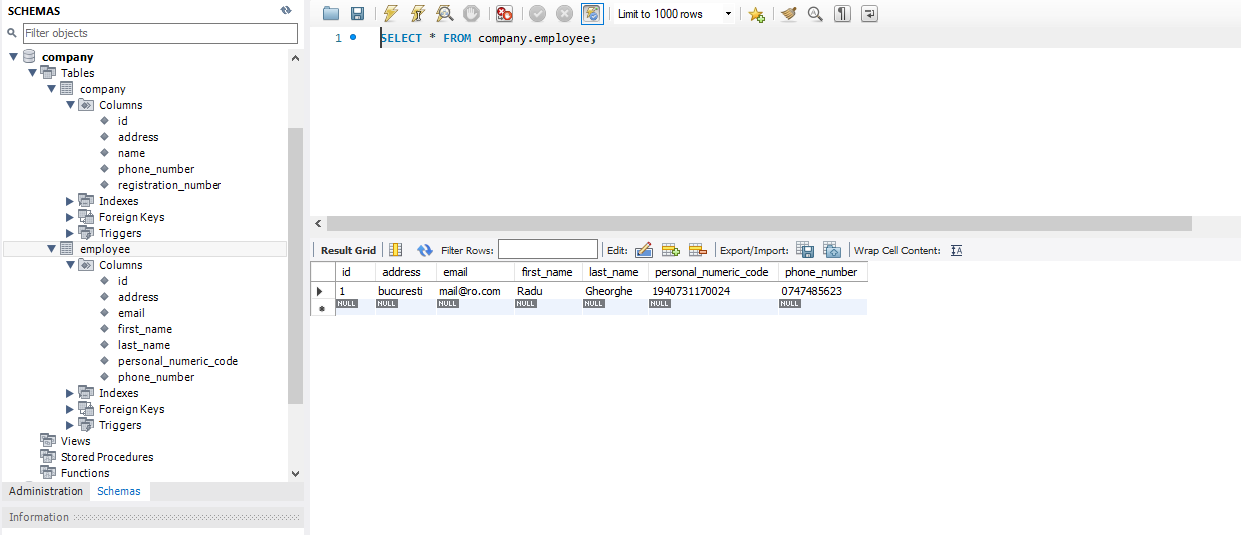 SCHEMAS
Filter objects
company
Tables
company
Columns
id
address
name
phone_number
registration_number
Indexes
Foreign Keys
Triggers
employee
Columns
id
address
email
first_name
last_name
personal_numeric_code
phone_number
Indexes
Foreign Keys
Triggers
Views
Stored Procedures
Functions
Administration Schemas
Information
Limit to 1000 rows
1 SELECT * FROM company.employee;
Result Grid Filter Rows: Edit: Export/Import: Wrap Cell Content:
id address email first_name last_name personal_numeric_code phone_number
1 bucuresti mail@ro.com Radu Gheorghe 1940731170024 0747485623
NULL NULL NULL NULL NULL NULL NULL